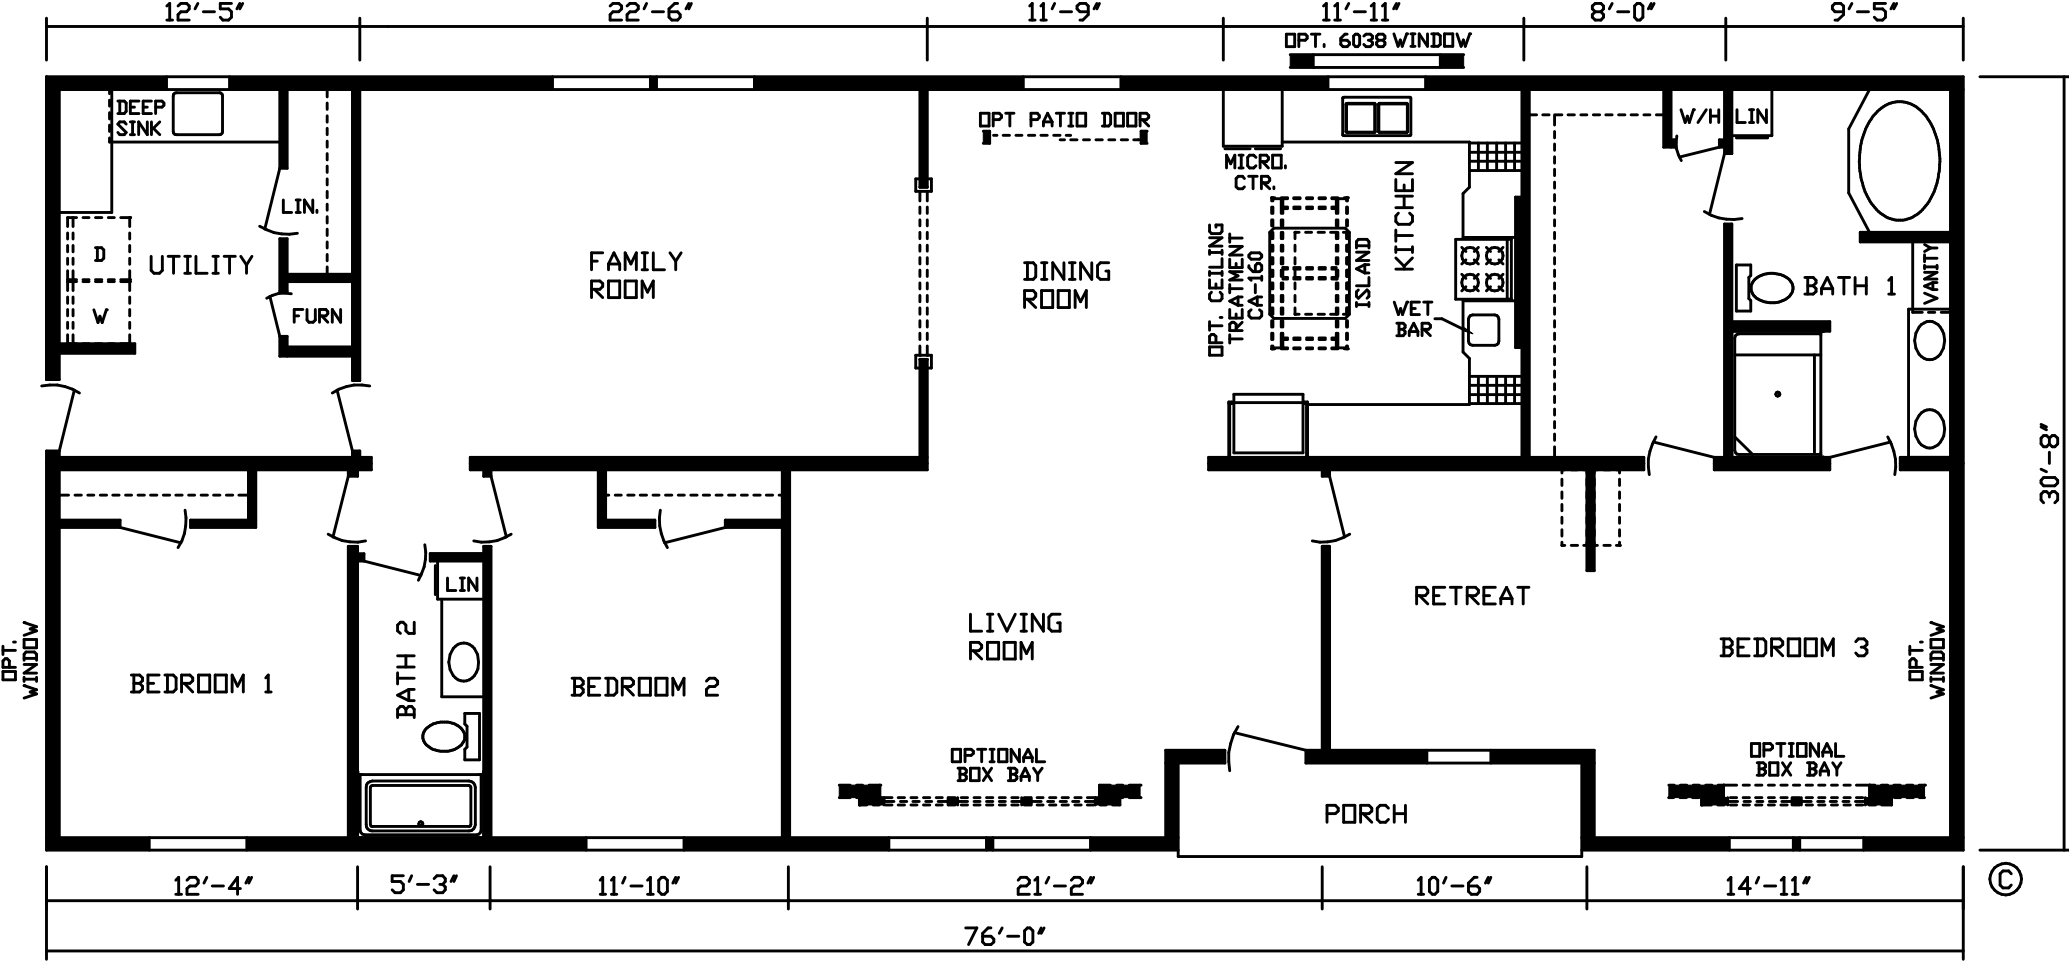 12'-5"
22'-6"
11'-9"
11'-11"
8'-0"
9'-5"
OPT. 6038 WINDOW
DEEP
SINK
LIN.
D
W
UTILITY
FURN
FAMILY
ROOM
OPT PATIO DOOR
DINING
ROOM
MICRO.
CTR.
OPT. CEILING
TREATMENT
CA-160
ISLAND
KITCHEN
WET
BAR
W/H
LIN
BATH 1
VANITY
30'-8"
OPT.
WINDOW
BEDROOM 1
BATH 2
LIN
BEDROOM 2
LIVING
ROOM
OPTIONAL
BOX BAY
RETREAT
PORCH
BEDROOM 3
OPT.
WINDOW
OPTIONAL
BOX BAY
12'-4"
5'-3"
11'-10"
21'-2"
10'-6"
14'-11"
©
76'-0"